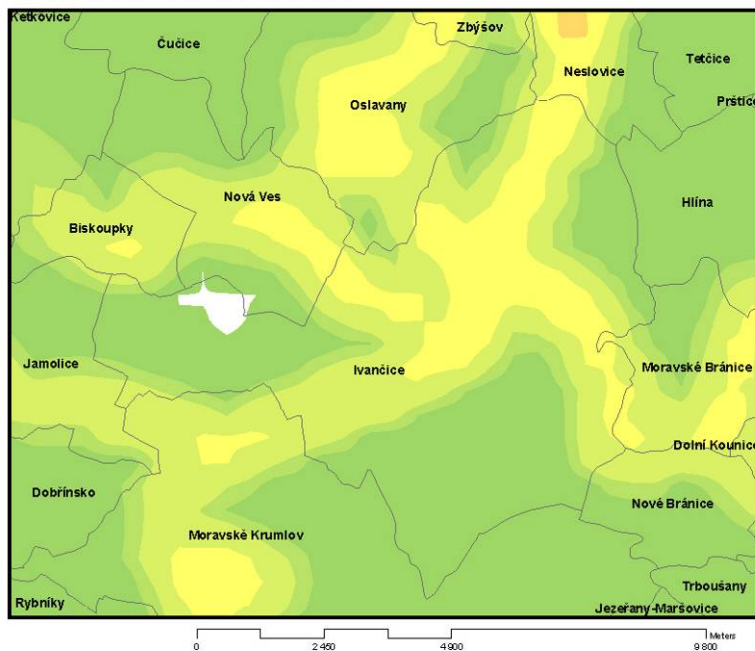 Ketkovice
Zbýšov
Čučice
Tetčice
Neslovice
Oslavany
Prštice
Nová Ves
Hlína
Biskoupky
Jamolice
Ivančice
Moravské Bránice
Dolní Kounice
Dobřínsko
Nové Bránice
Moravské Krumlov
Trboušany
Rybníky
Jezeřany-Maršovice
Meters
0 2 450 4 900 9 800